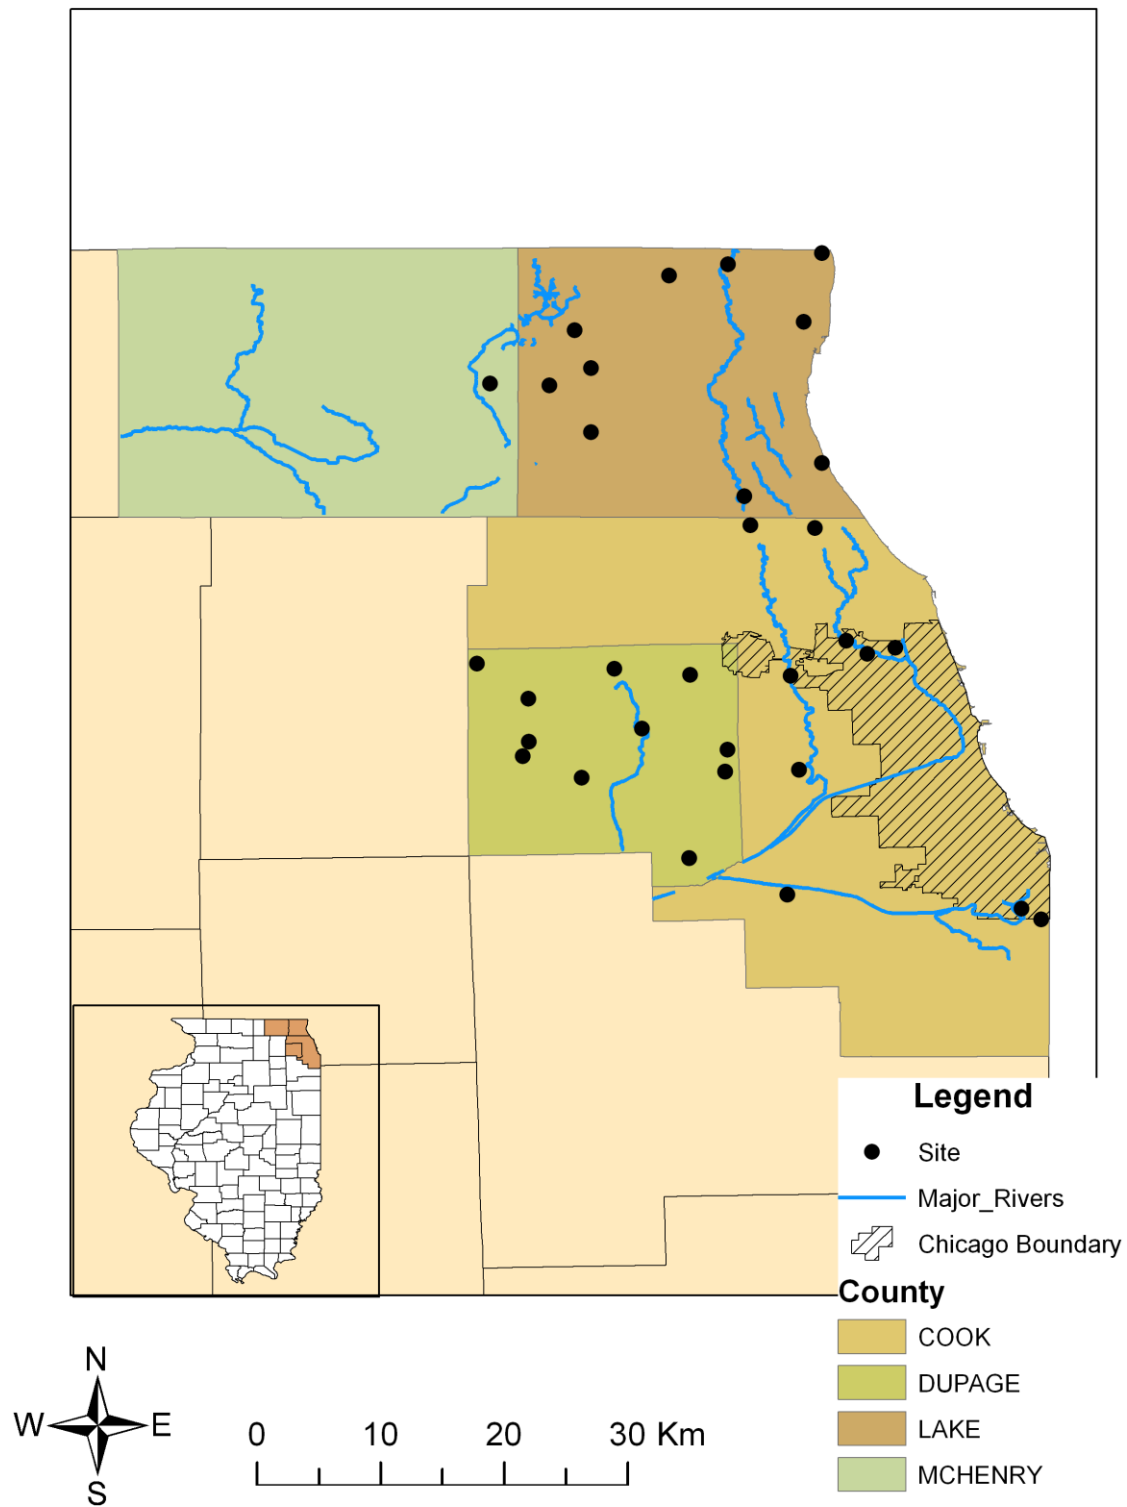 Legend
Site
Major_Rivers
Chicago Boundary
County
COOK
DUPAGE
LAKE
MCHENRY
N
W E
S
0 10 20 30 Km